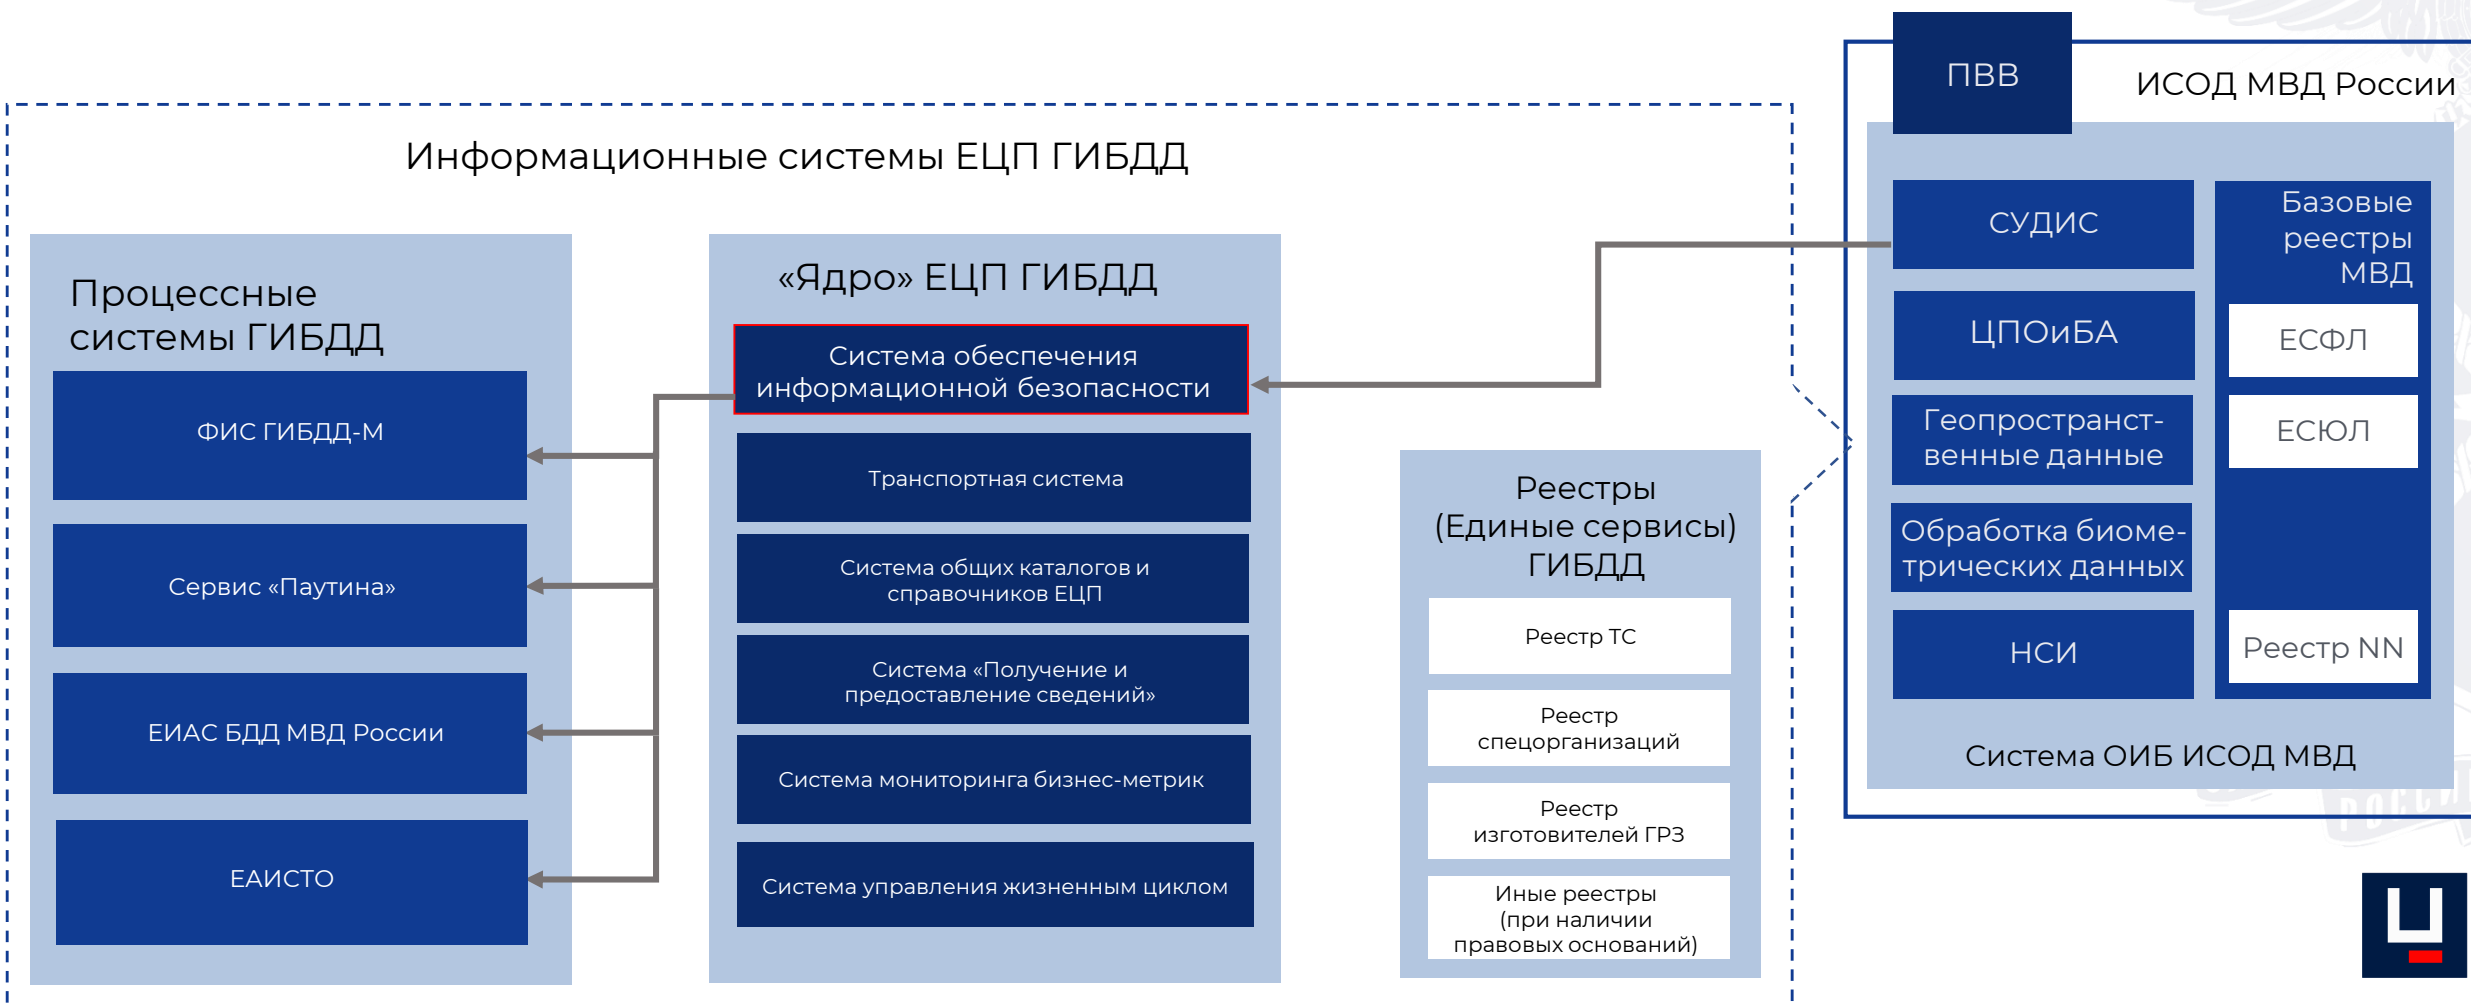 Информационные системы ЕЦП ГИБДД
Процессные
системы ГИБДД
ФИС ГИБДД-М
Сервис «Паутина»
ЕИАС БДД МВД России
ЕАИСТО
«Ядро» ЕЦП ГИБДД
Система обеспечения
информационной безопасности
Транспортная система
Система общих каталогов и
справочников ЕЦП
Система «Получение и
предоставление сведений»
Система мониторинга бизнес-метрик
Система управления жизненным циклом
Реестры
(Единые сервисы)
ГИБДД
Реестр ТС
Реестр
спецорганизаций
Реестр
изготовителей ГРЗ
Иные реестры
(при наличии
правовых оснований)
ПВВ
ИСОД МВД России
СУДИС
ЦПОиБА
Геопространст-
венные данные
Обработка биоме-
трических данных
НСИ
Базовые
реестры
МВД
ЕСФЛ
ЕСЮЛ
Реестр NN
Система ОИБ ИСОД МВД
Ц